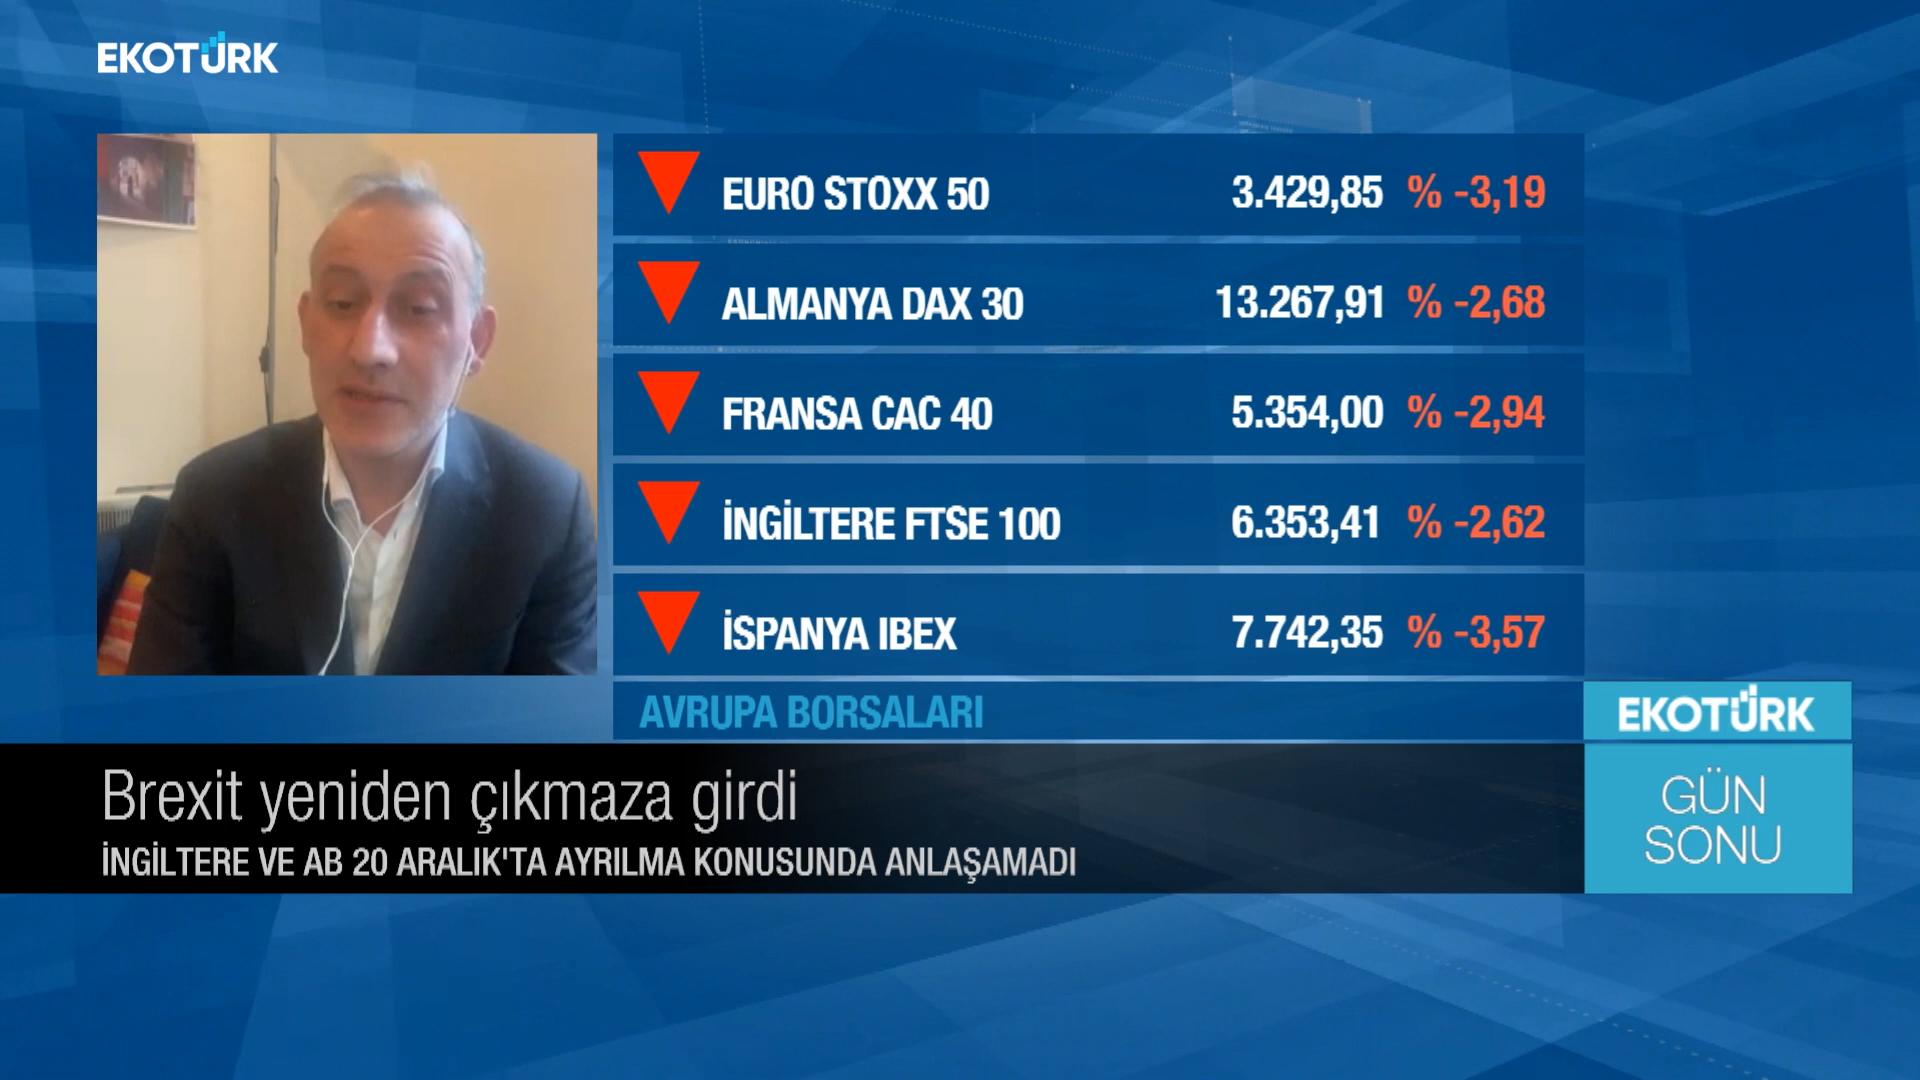 EKOTÜRK
EURO STOXX 50 3.429,85 % -3,19
ALMANYA DAX 30 13.267,91 % -2,68
FRANSA CAC 40 5.354,00 % -2,94
İNGİLTERE FTSE 100 6.353,41 % -2,62
İSPANYA IBEX 7.742,35 % -3,57
AVRUPA BORSALARI
EKOTÜRK
Brexit yeniden çıkmaza girdi
İNGİLTERE VE AB 20 ARALIK'TA AYRILMA KONUSUNDA ANLAŞAMADI
GÜN
SONU